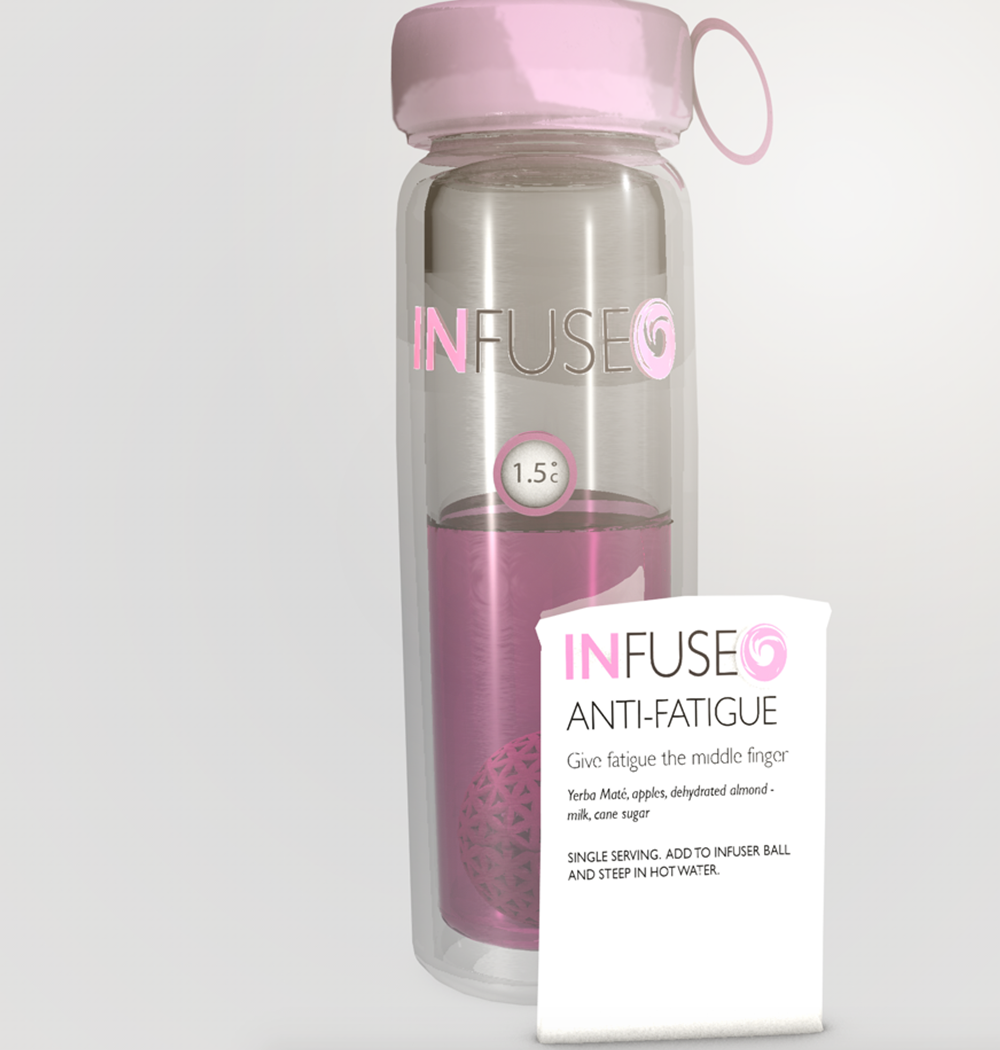 INFUSE
1.5°C
INFUSE
ANTI-FATIGUE
Give fatigue the middle finger
Yerba Maté, apples, dehydrated almond -
milk, cane sugar
SINGLE SERVING. ADD TO INFUSER BALL
AND STEEP IN HOT WATER.